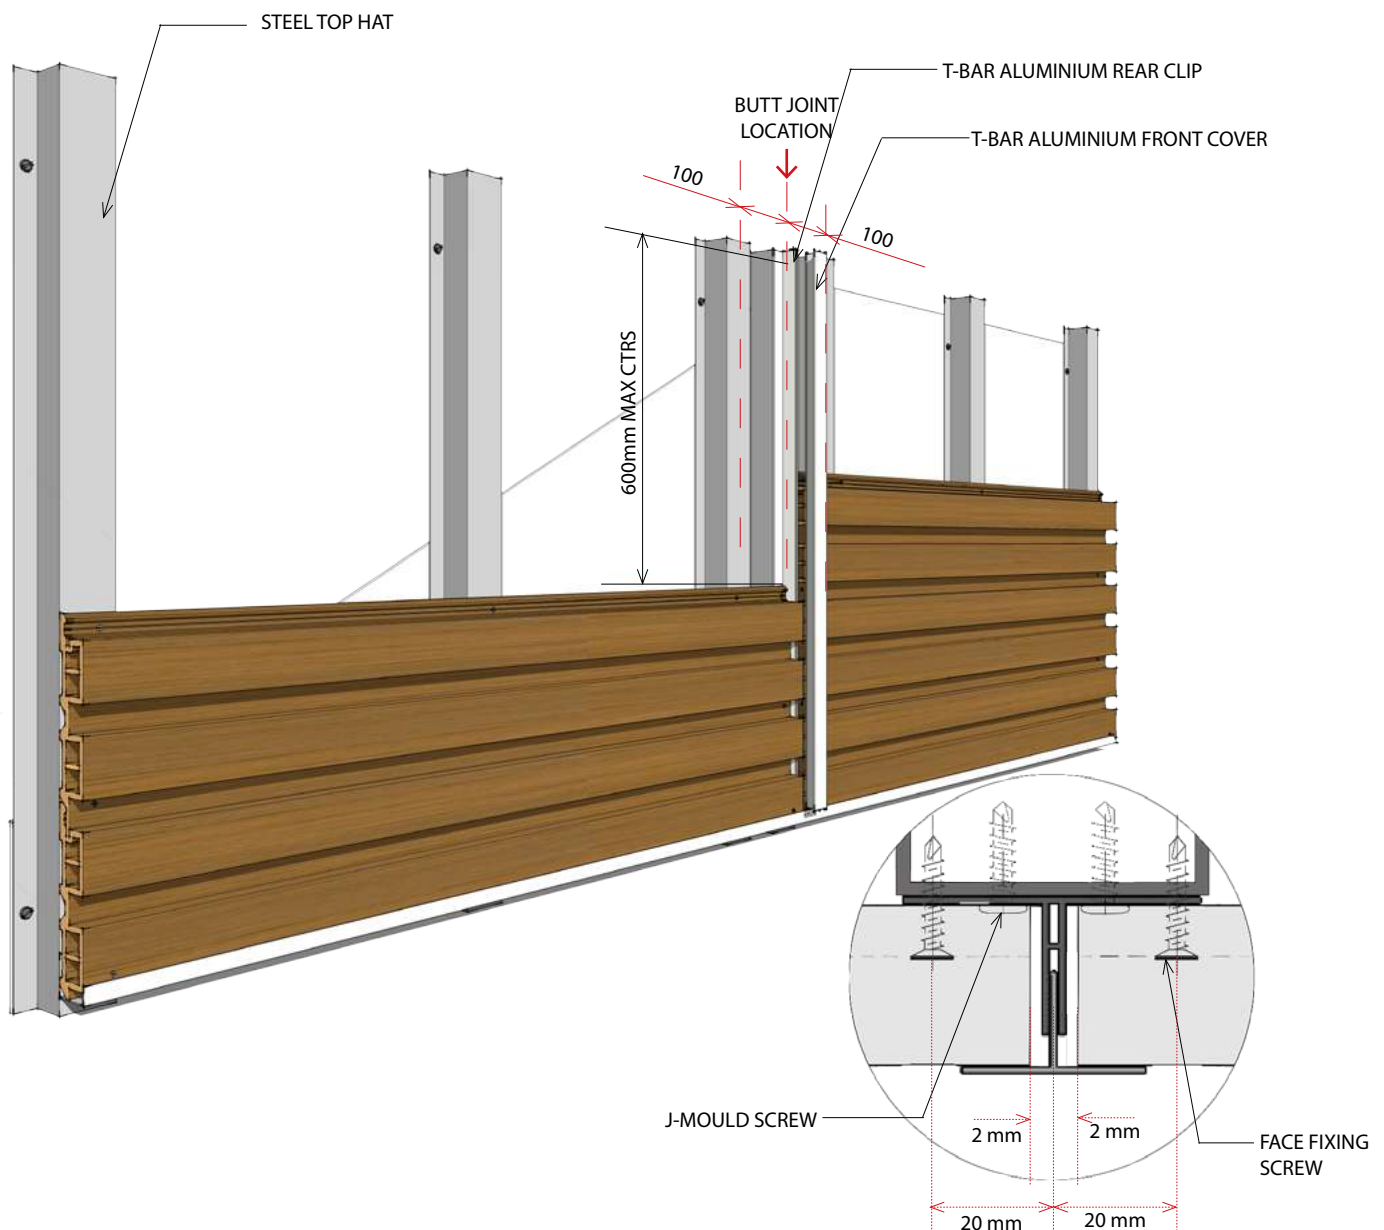 STEEL TOP HAT
T-BAR ALUMINIUM REAR CLIP
BUTT JOINT
LOCATION
T-BAR ALUMINIUM FRONT COVER
100
100
600mm MAX CTRS
J-MOULD SCREW
2 mm
2 mm
FACE FIXING
SCREW
20 mm
20 mm